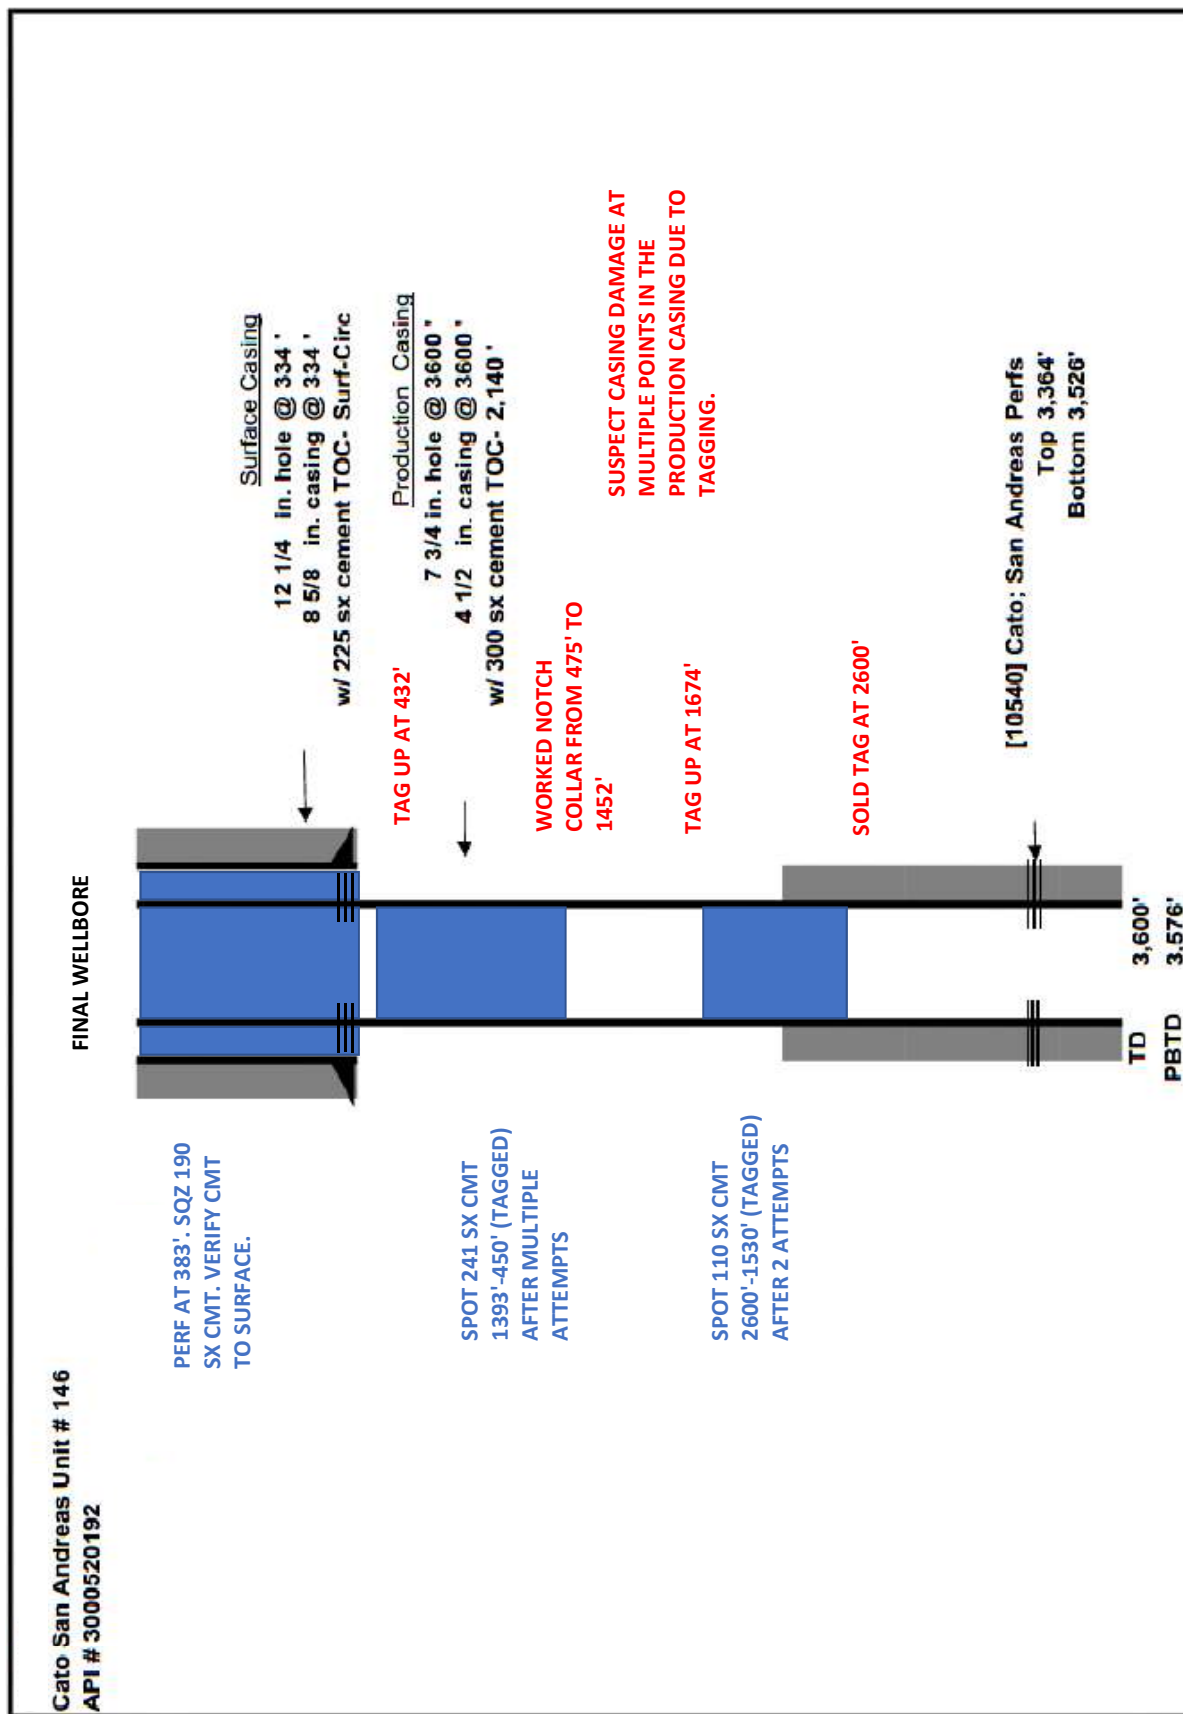 Cato San Andreas Unit # 146
API # 3000520192
FINAL WELLBORE
PERF AT 383'. SQZ 190
SX CMT. VERIFY CMT
TO SURFACE.
SPOT 241 SX CMT
1393'-450' (TAGGED)
AFTER MULTIPLE
ATTEMPTS
SPOT 110 SX CMT
2600'-1530' (TAGGED)
AFTER 2 ATTEMPTS
Surface Casing
12 1/4 in. hole @ 334 '
8 5/8 in. casing @ 334 '
w/ 225 sx cement TOC- Surf-Circ
TAG UP AT 432'
Production Casing
7 3/4 in. hole @ 3600 "
4 1/2 in. casing @ 3600 "
w/ 300 sx cement TOC- 2,140 '
WORKED NOTCH
COLLAR FROM 475' TO
1452'
SUSPECT CASING DAMAGE AT
MULTIPLE POINTS IN THE
PRODUCTION CASING DUE TO
TAGGING.
TAG UP AT 1674'
SOLD TAG AT 2600'
[10540] Cato; San Andreas Perfs
Top 3,364'
Bottom 3,526'
TD 3,600'
PBTD 3,576'